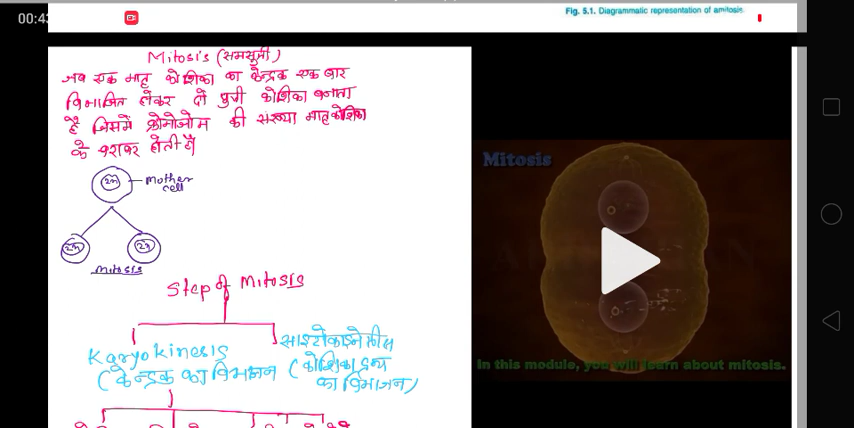 00:43
Fig. 5.1. Diagrammatic representation of amitosis.
Mitosis (समसूत्री)
जब एक मातृ कोशिका का केन्द्रक एक बार
विभाजित होकर दो पुत्री कोशिका बनाता
है जिसमें क्रोमोजोम की संख्या मातृ कोशिका
के बराबर होती है।
2n
Mother
cell
2n
2n
Mitosis
Step of Mitosis
Karyokinesis
(केन्द्रक का विभाजन
साइटोकाइनेसीस
(कोशिका द्रव्य
का विभाजन)
Mitosis
In this module, you will learn about mitosis.